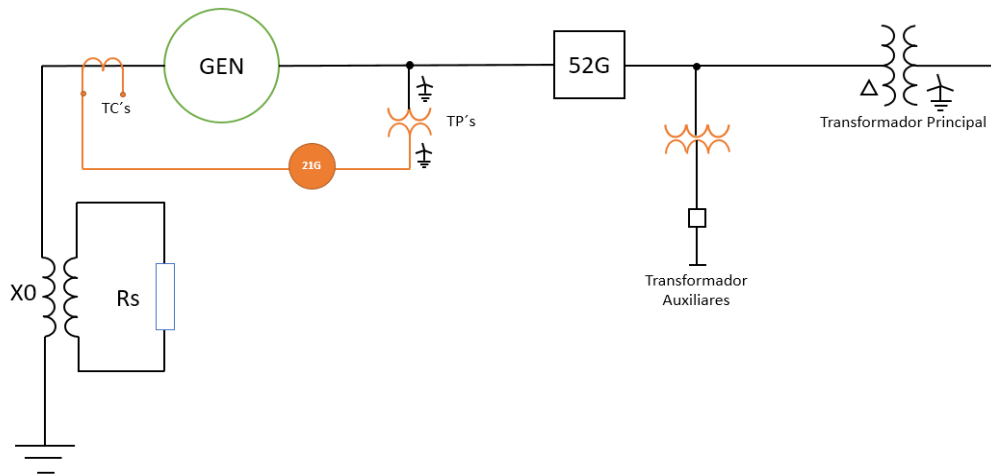 GEN
52G
TC´s
TP´s
Transformador Principal
21G
X0
Rs
Transformador
Auxiliares